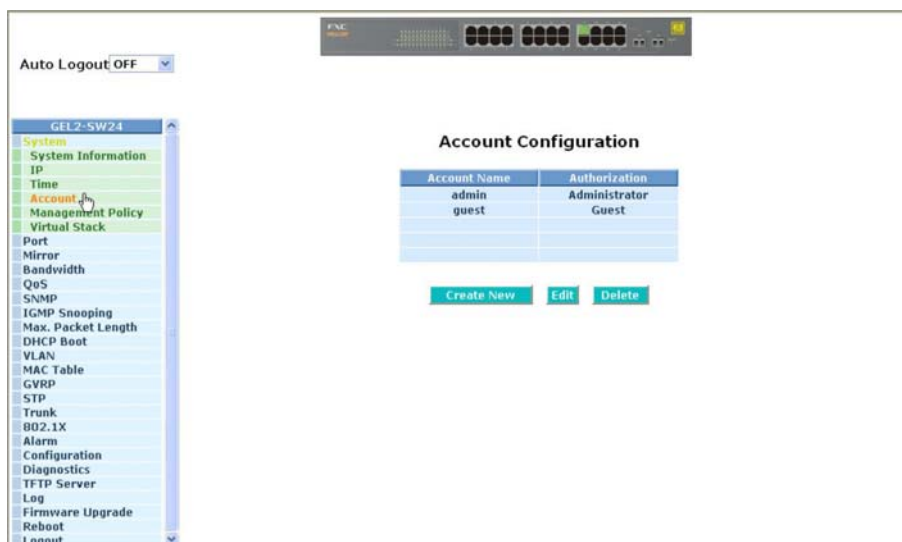 FXC
Auto Logout OFF
GEL2-SW24
System
System Information
IP
Time
Account
Management Policy
Virtual Stack
Port
Mirror
Bandwidth
QoS
SNMP
IGMP Snooping
Max. Packet Length
DHCP Boot
VLAN
MAC Table
GVRP
STP
Trunk
802.1X
Alarm
Configuration
Diagnostics
TFTP Server
Log
Firmware Upgrade
Reboot
Logout
Account Configuration
Account Name Authorization
admin Administrator
guest Guest
Create New Edit Delete